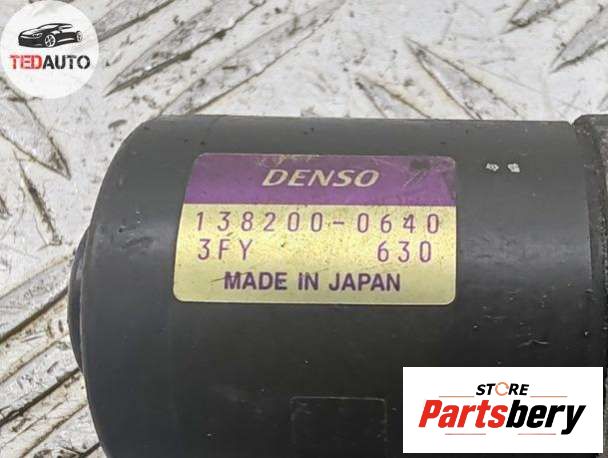 TEDAUTO
DENSO
138200-0640
3FY 630
MADE IN JAPAN
STORE
Partsbery